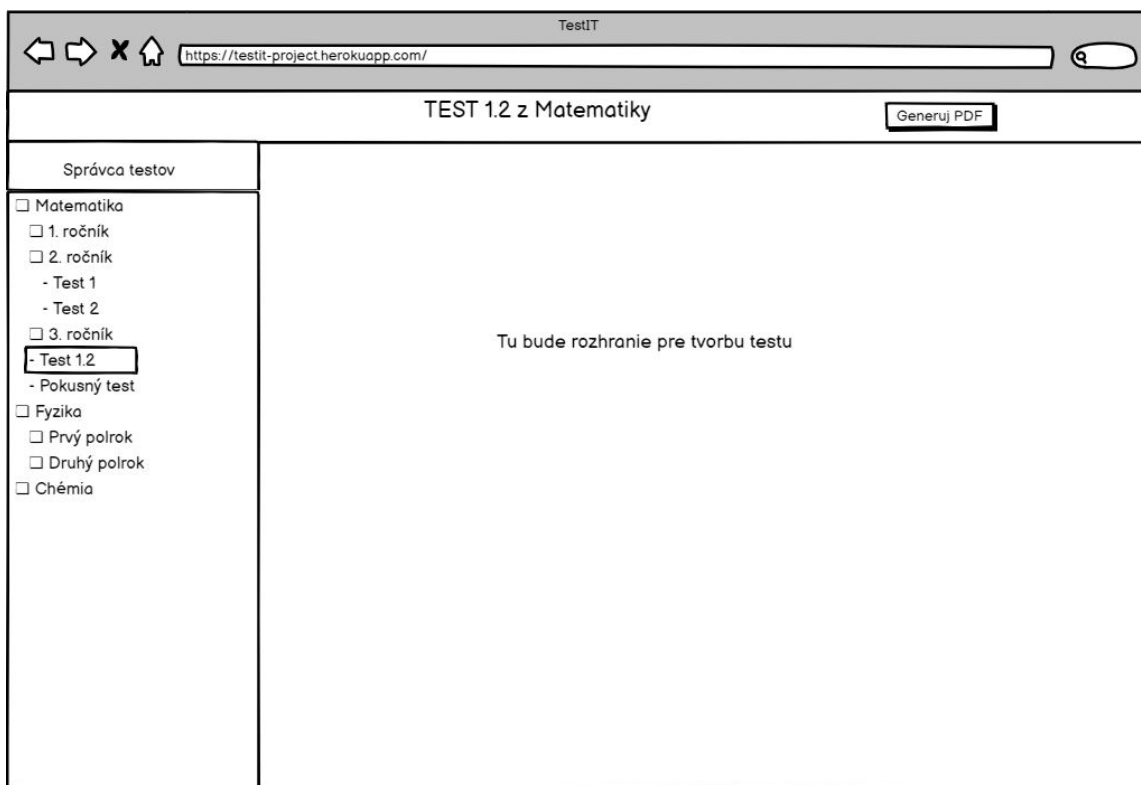 TestIT
https://testit-project.herokuapp.com/
TEST 1.2 z Matematiky
Generuj PDF
Správca testov
Matematika
1. ročník
2. ročník
- Test 1
- Test 2
3. ročník
- Test 1.2
- Pokusný test
Fyzika
Prvý polrok
Druhý polrok
Chémia
Tu bude rozhranie pre tvorbu testu